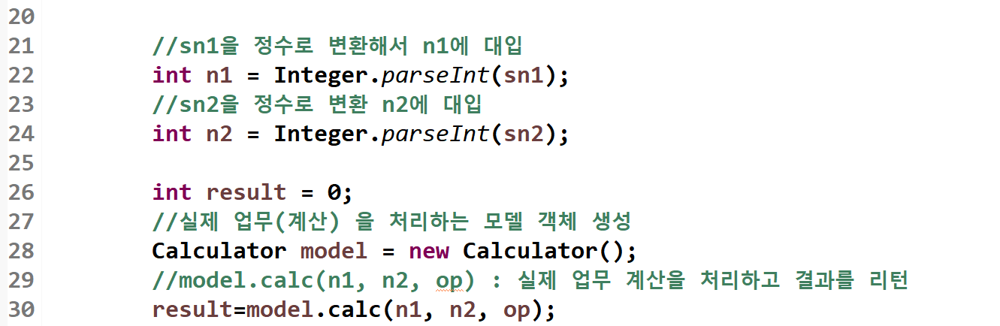 20
21 //sn1을 정수로 변환해서 n1에 대입
22 int n1 = Integer.parseInt(sn1);
23 //sn2을 정수로 변환 n2에 대입
24 int n2 = Integer.parseInt(sn2);
25
26 int result = 0;
27 //실제 업무(계산) 을 처리하는 모델 객체 생성
28 Calculator model = new Calculator();
29 //model.calc(n1, n2, op) : 실제 업무 계산을 처리하고 결과를 리턴
30 result=model.calc(n1, n2, op);